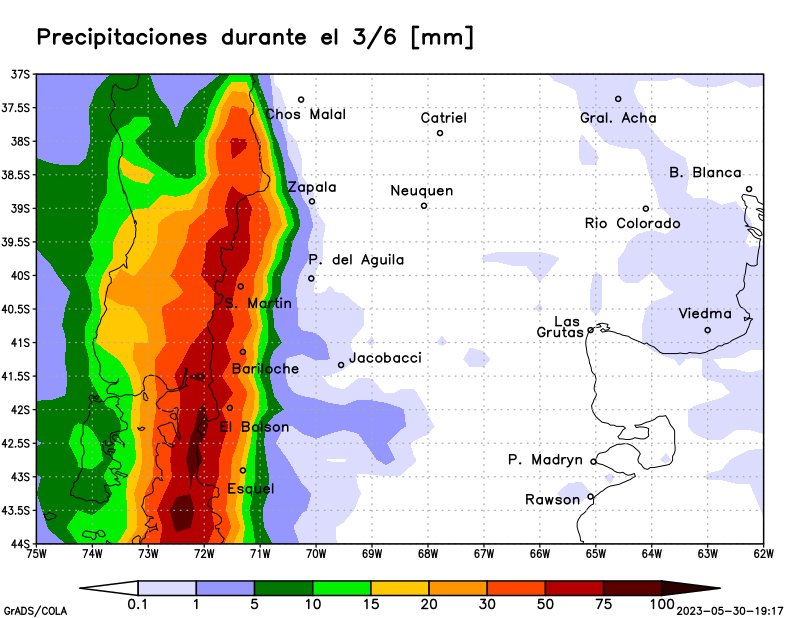 Precipitaciones durante el 3/6 [mm]
37S
37.5S
38S
38.5S
39S
39.5S
40S
40.5S
41S
41.5S
42S
42.5S
43S
43.5S
44S
Chos Malal
Catriel
Gral. Acha
B. Blanca
Zapala
Neuquen
Rio Colorado
P. del Aguila
S. Martin
Viedma
Las
Grutas
Jacobacci
Bariloche
El Bolson
P. Madryn
Esquel
Rawson
75W 74W 73W 72W 71W 70W 69W 68W 67W 66W 65W 64W 63W 62W
0.1 1 5 10 15 20 30 50 75 100
GrADS/COLA
2023-05-30-19:17